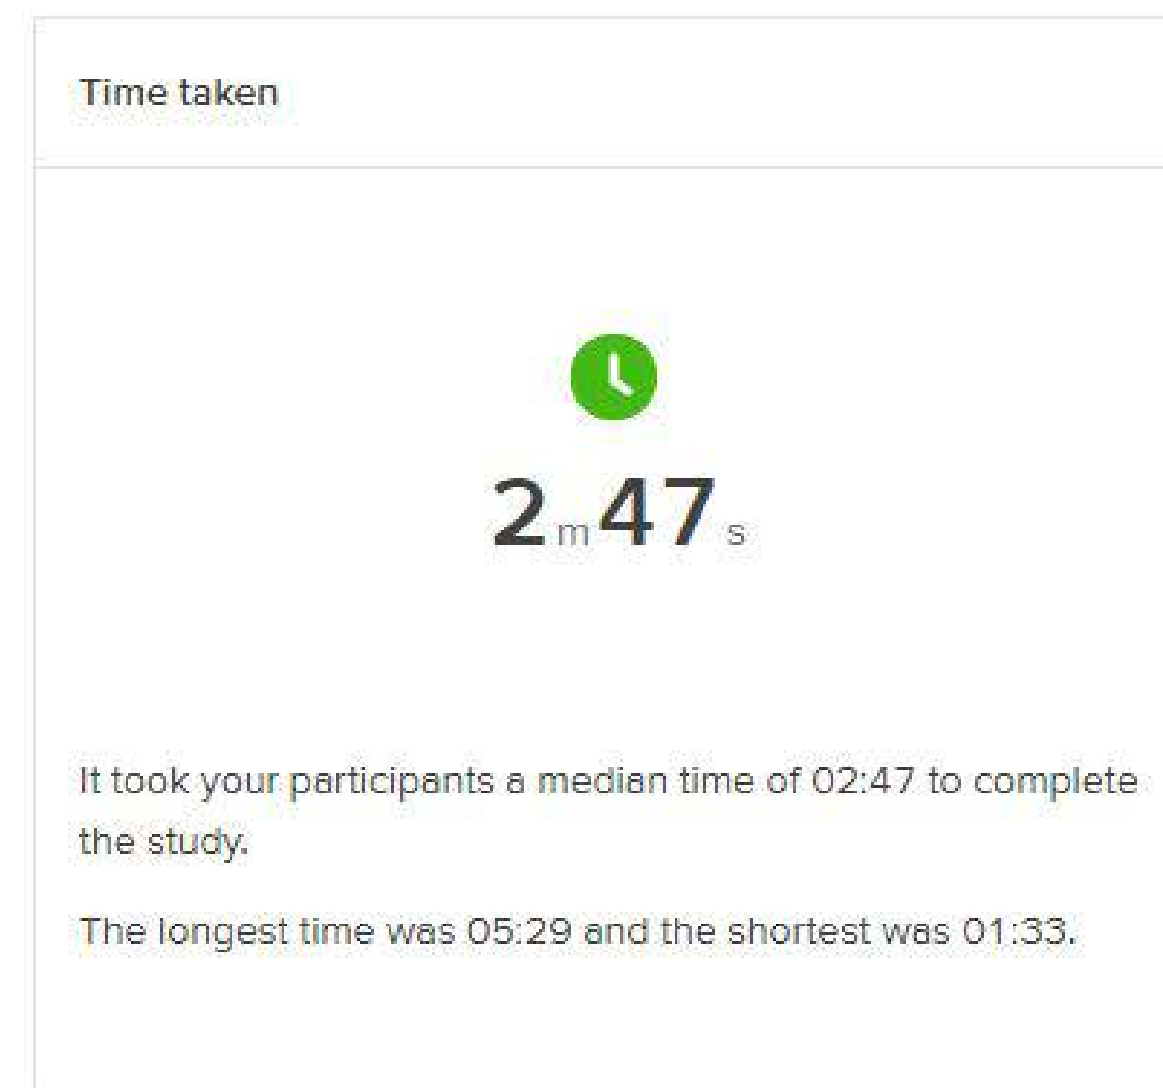 Time taken
2m47s
It took your participants a median time of 02:47 to complete
the study.
The longest time was 05:29 and the shortest was 01:33.